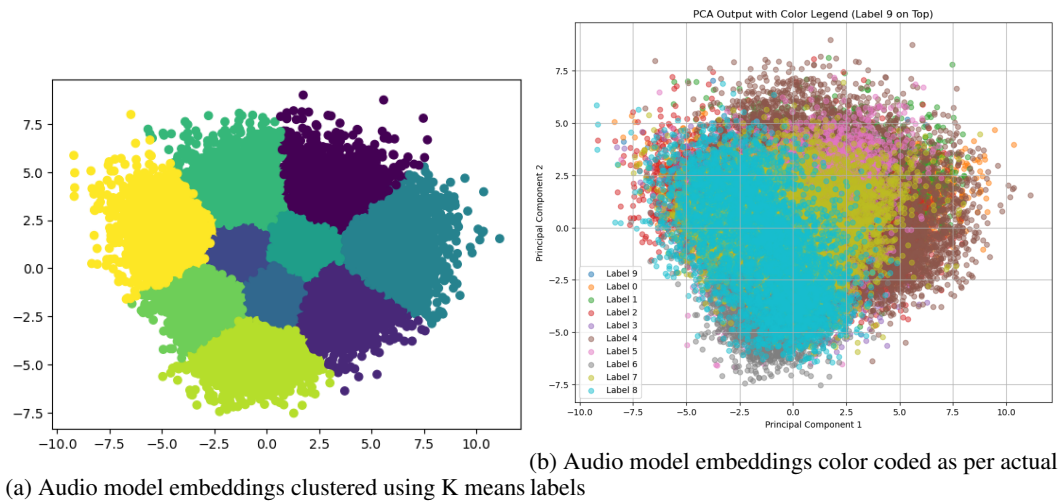 7.5
5.0
2.5
0.0
−2.5
−5.0
−7.5
−10.0 −7.5 −5.0 −2.5 0.0 2.5 5.0 7.5 10.0
(a) Audio model embeddings clustered using K means labels
PCA Output with Color Legend (Label 9 on Top)
Principal Component 2
7.5
5.0
2.5
0.0
−2.5
−5.0
−7.5
Label 9
Label 0
Label 1
Label 2
Label 3
Label 4
Label 5
Label 6
Label 7
Label 8
−10.0 −7.5 −5.0 −2.5 0.0 2.5 5.0 7.5 10.0
Principal Component 1
(b) Audio model embeddings color coded as per actual